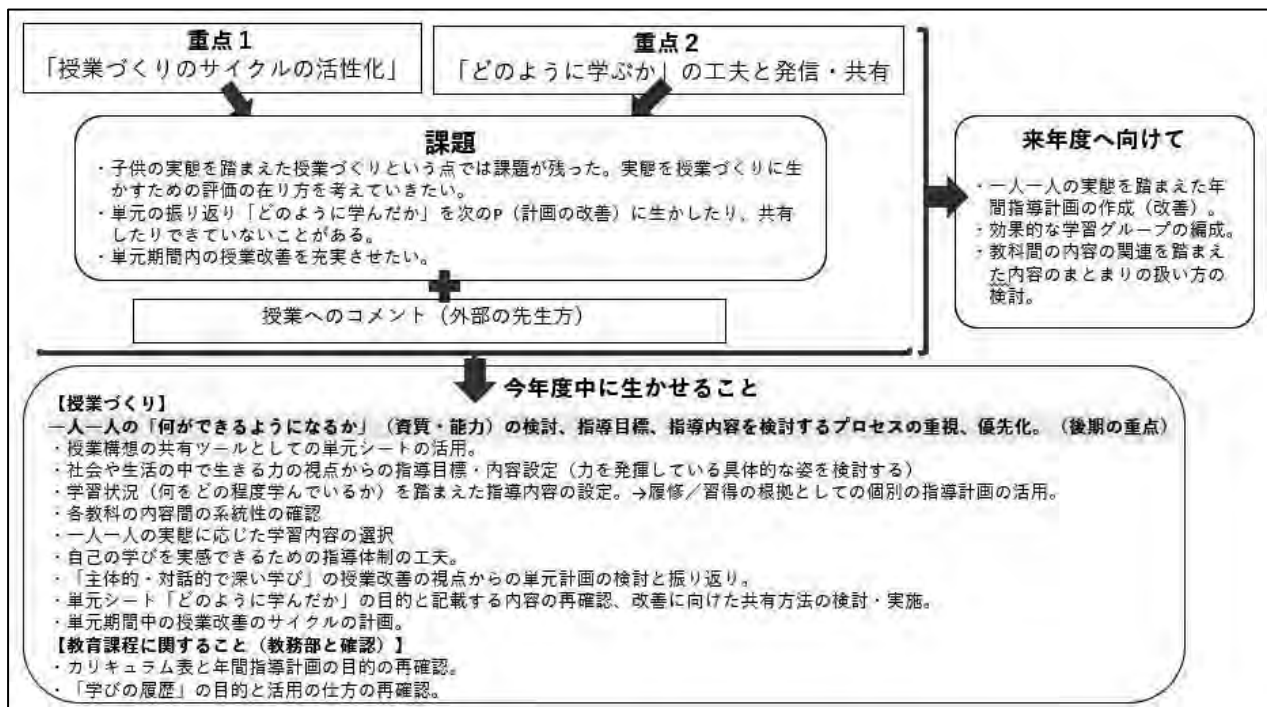 重点１
「授業づくりのサイクルの活性化」
重点２
「どのように学ぶか」の工夫と発信・共有
課題
・子供の実態を踏まえた授業づくりという点では課題が残った。実態を授業づくりに生
かすための評価の在り方を考えていきたい。
・単元の振り返り「どのように学んだか」を次のP（計画の改善）に生かしたり、共有
したりできていないことがある。
・単元期間内の授業改善を充実させたい。
授業へのコメント（外部の先生方）
来年度へ向けて
・一人一人の実態を踏まえた年
間指導計画の作成（改善）。
・効果的な学習グループの編成。
・教科間の内容の関連を踏まえ
た内容のまとまりの扱い方の
検討。
今年度中に生かせること
【授業づくり】
一人一人の「何ができるようになるか」（資質・能力）の検討、指導目標、指導内容を検討するプロセスの重視、優先化。（後期の重点）
・授業構想の共有ツールとしての単元シートの活用。
・社会や生活の中で生きる力の視点からの指導目標・内容設定（力を発揮している具体的な姿を検討する）
・学習状況（何をどの程度学んでいるか）を踏まえた指導内容の設定。→履修／習得の根拠としての個別の指導計画の活用。
・各教科の内容間の系統性の確認
・一人一人の実態に応じた学習内容の選択
・自己の学びを実感できるための指導体制の工夫。
・「主体的・対話的で深い学び」の授業改善の視点からの単元計画の検討と振り返り。
・単元シート「どのように学んだか」の目的と記載する内容の再確認、改善に向けた共有方法の検討・実施。
・単元期間中の授業改善のサイクルの計画。
【教育課程に関すること（教務部と確認）】
・カリキュラム表と年間指導計画の目的の再確認。
・「学びの履歴」の目的と活用の仕方の再確認。